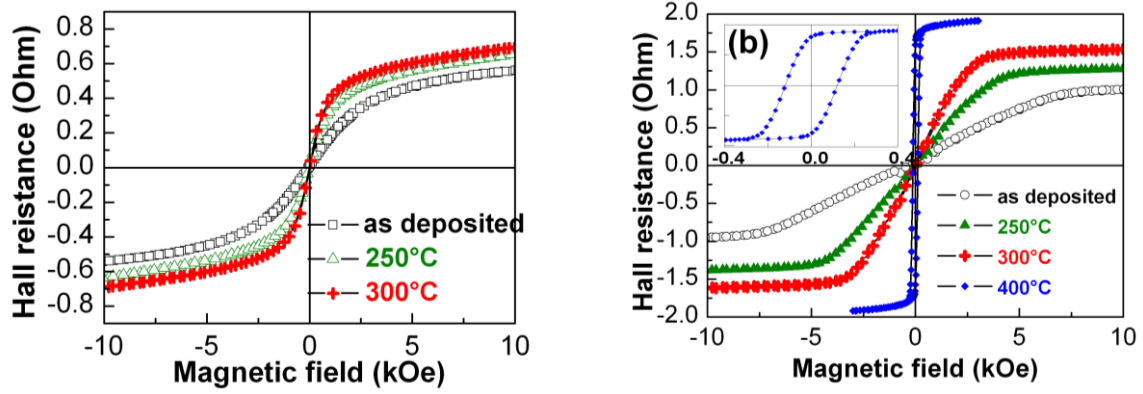 Hall reistance (Ohm)
0.8
0.6
0.4
0.2
0.0
-0.2
-0.4
-0.6
-0.8
as deposited
250°C
300°C
-10
-5
0
5
10
Magnetic field (kOe)
Hall resistance (Ohm)
2.0
1.5
1.0
0.5
0.0
-0.5
-1.0
-1.5
-2.0
(b)
-0.4
0.0
0.4
as deposited
250°C
300°C
400°C
-10
-5
0
5
10
Magnetic field (kOe)